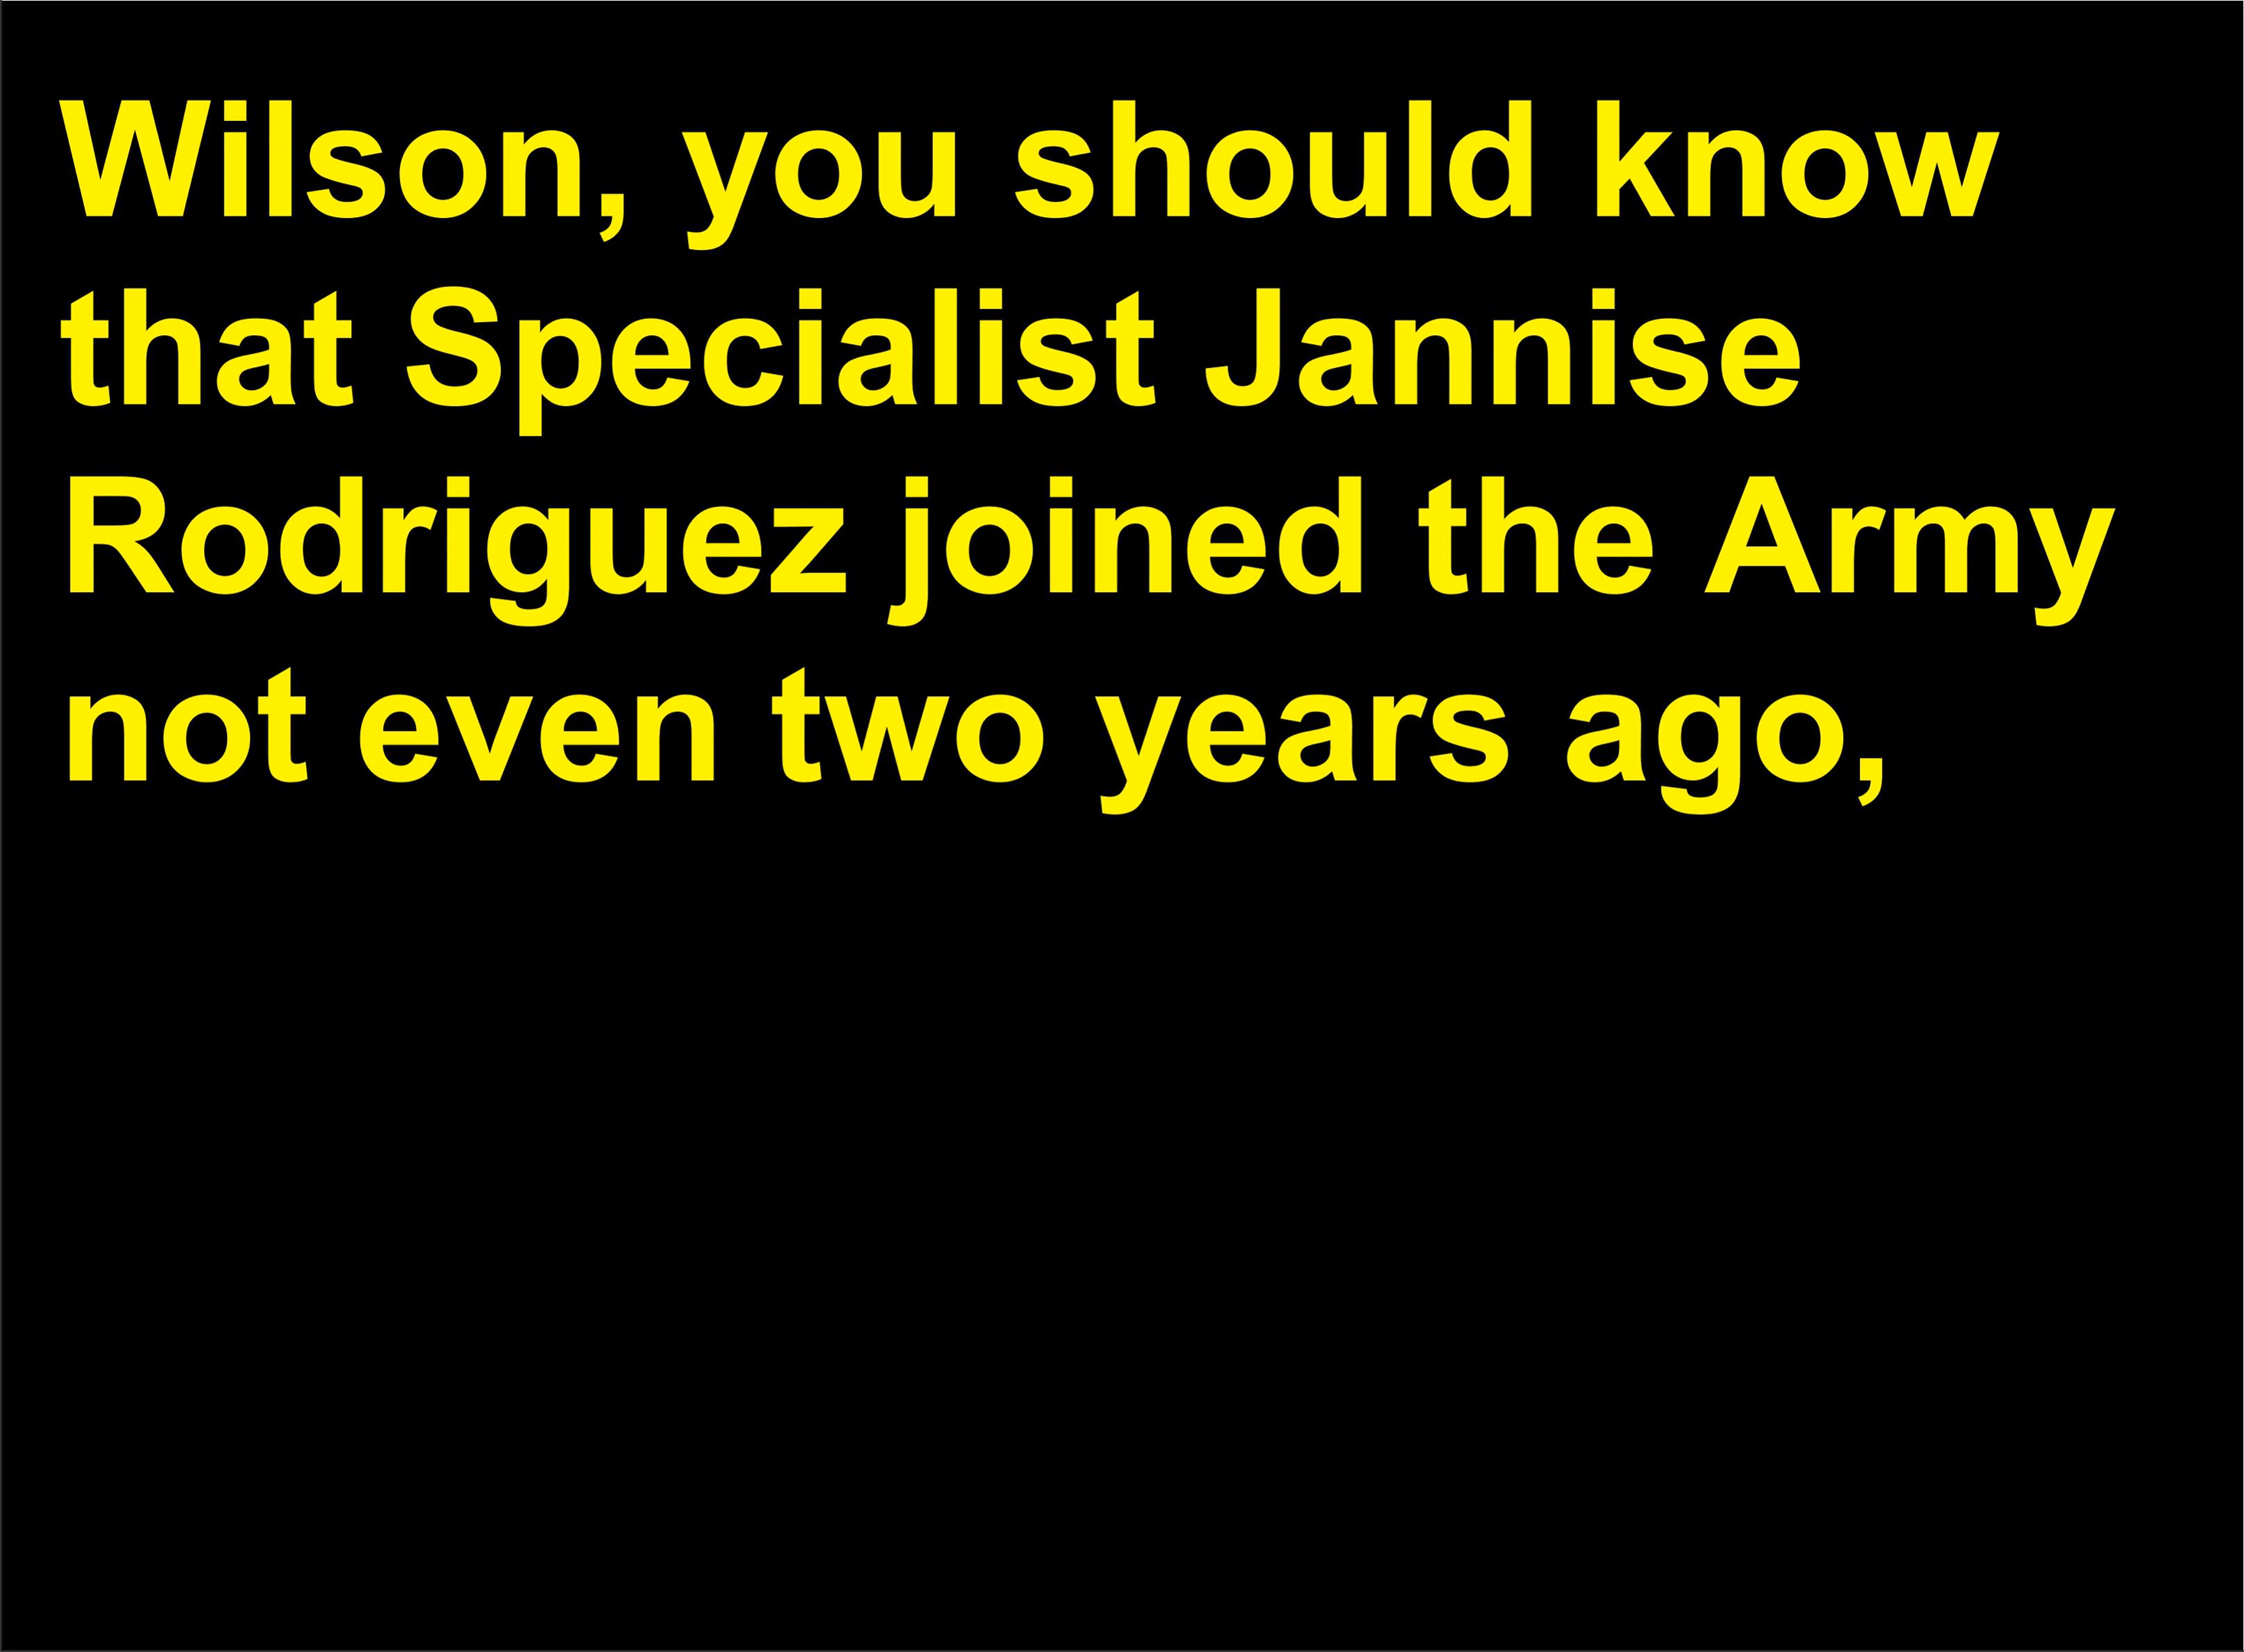 Wilson, you should know
that Specialist Jannise
Rodriguez joined the Army
not even two years ago,